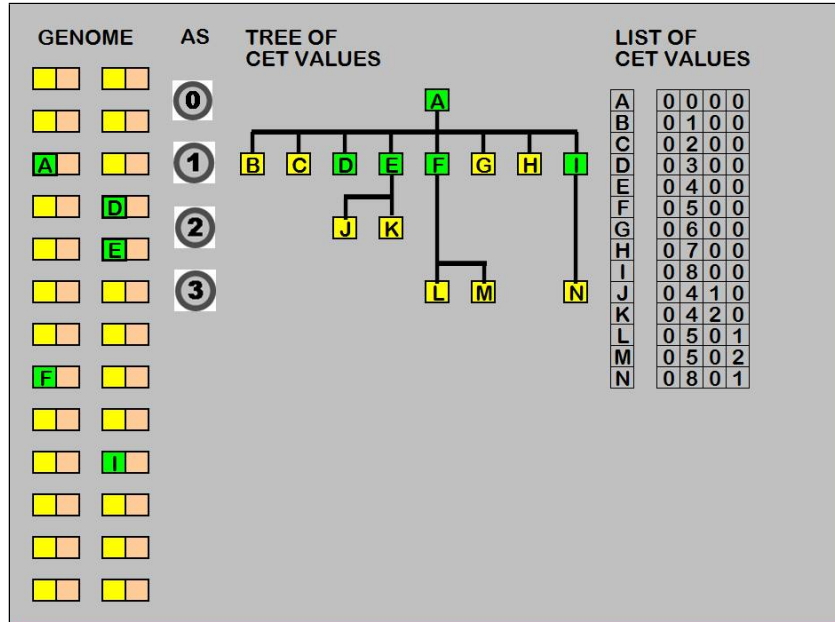 GENOME
AS
TREE OF
CET VALUES
LIST OF
CET VALUES
A
D
E
F
I
0
1
2
3
A
B C D E F G H I
J K
L M N
A 0 0 0 0
B 0 1 0 0
C 0 2 0 0
D 0 3 0 0
E 0 4 0 0
F 0 5 0 0
G 0 6 0 0
H 0 7 0 0
I 0 8 0 0
J 0 4 1 0
K 0 4 2 0
L 0 5 0 1
M 0 5 0 2
N 0 8 0 1